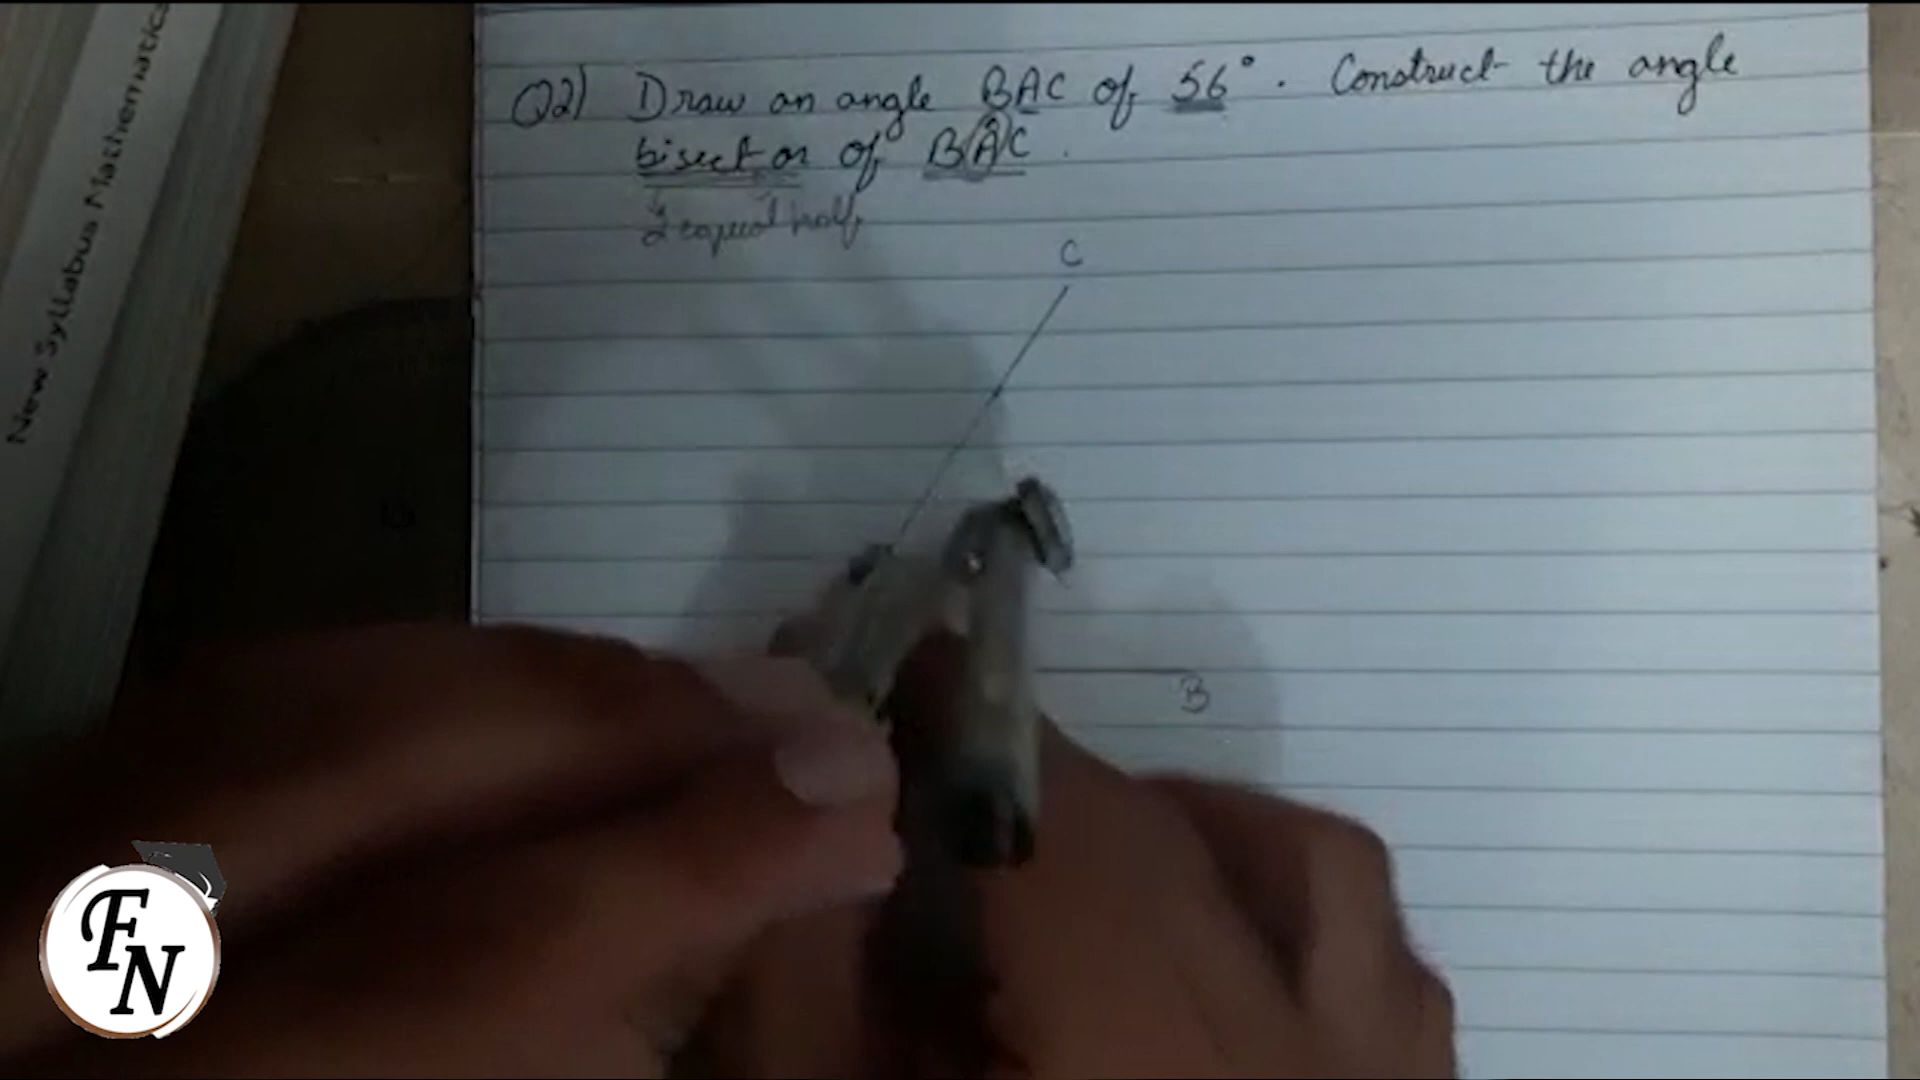 New Syllabus Mathematics
Q2) Draw an angle BAC of 56°. Construct the angle
bisector of BÂC.
2 equal half
C
B
FN